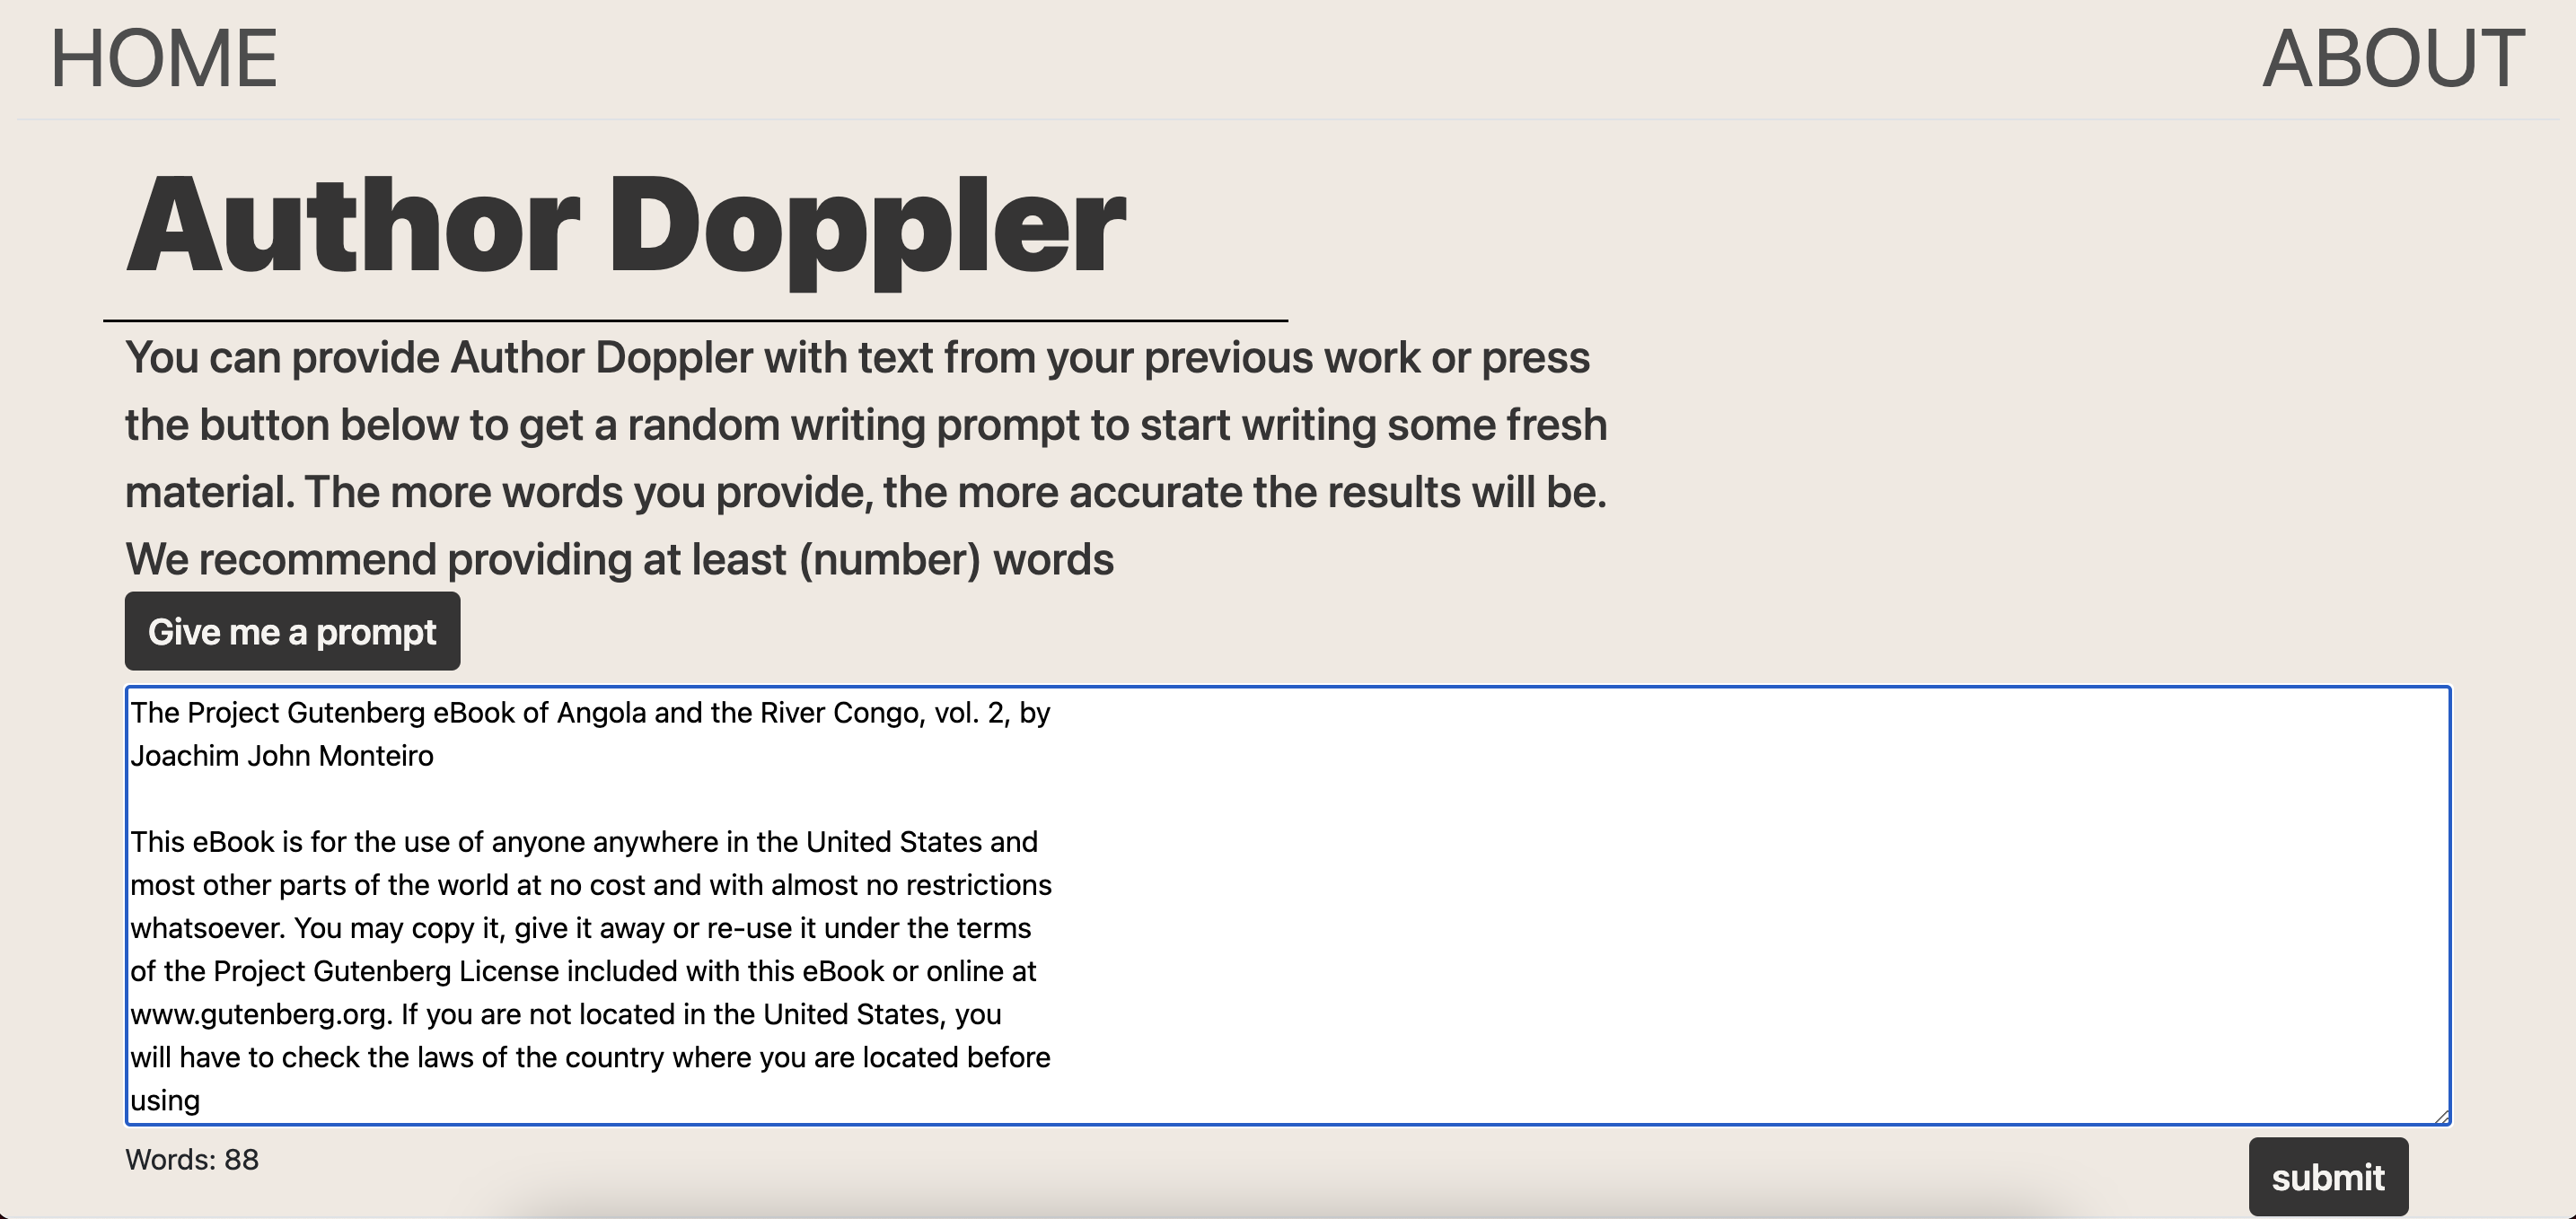 HOME
ABOUT
Author Doppler
You can provide Author Doppler with text from your previous work or press
the button below to get a random writing prompt to start writing some fresh
material. The more words you provide, the more accurate the results will be.
We recommend providing at least (number) words
Give me a prompt
The Project Gutenberg eBook of Angola and the River Congo, vol. 2, by
Joachim John Monteiro
This eBook is for the use of anyone anywhere in the United States and
most other parts of the world at no cost and with almost no restrictions
whatsoever. You may copy it, give it away or re-use it under the terms
of the Project Gutenberg License included with this eBook or online at
www.gutenberg.org. If you are not located in the United States, you
will have to check the laws of the country where you are located before
using
Words: 88
submit